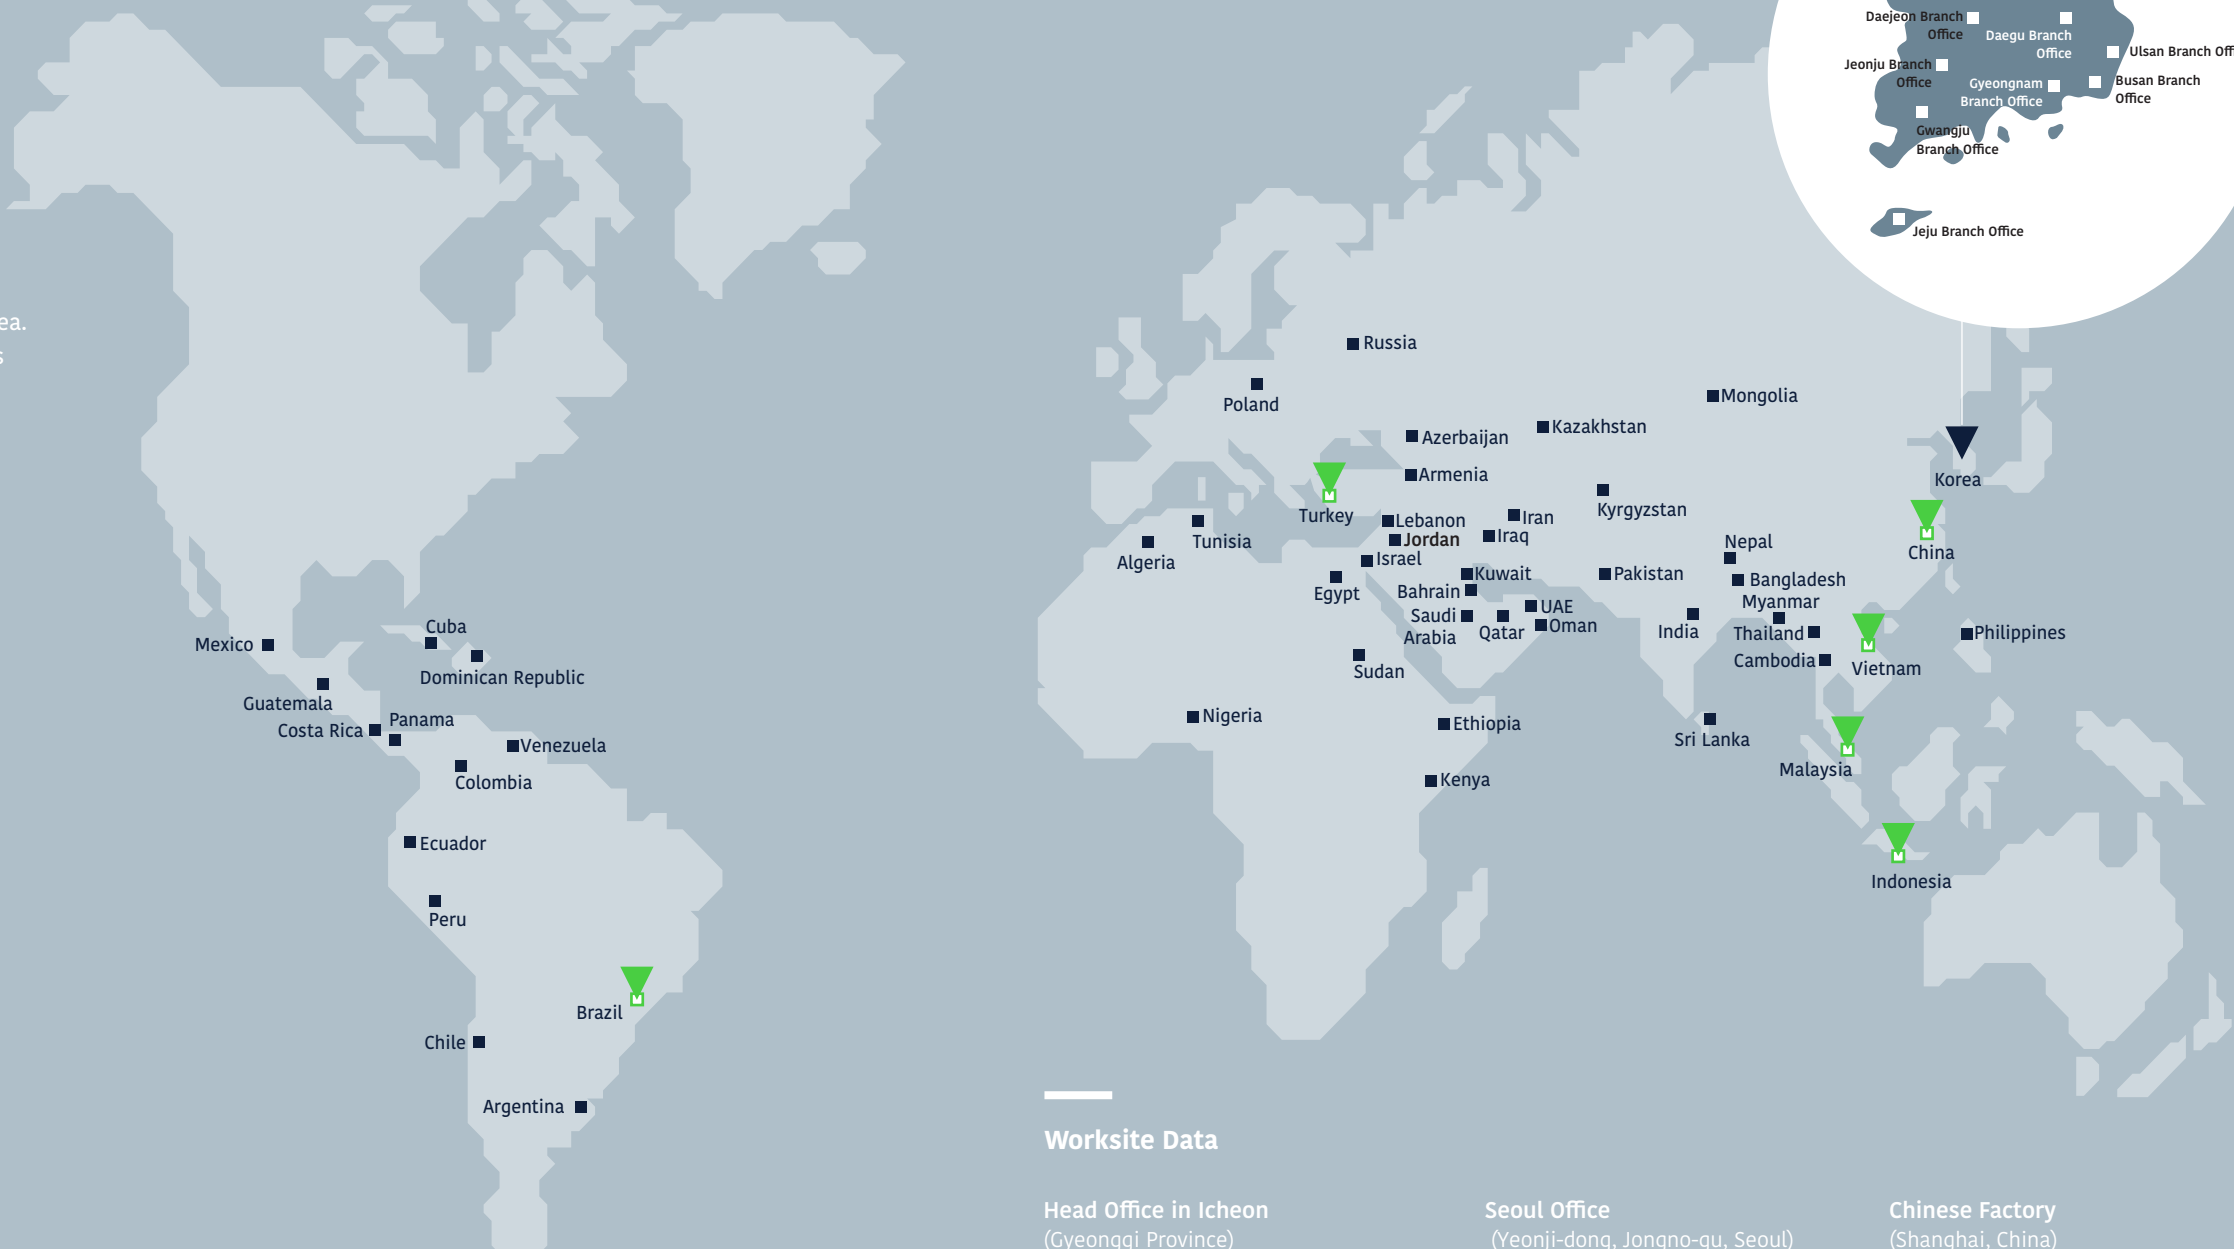 Daejeon Branch
Office
Daegu Branch
Office
Ulsan Branch
Jeonju Branch
Office
Gyeongnam
Branch Office
Busan Branch
Office
Gwangju
Branch Office
Jeju Branch Office
ea.
s
Russia
Poland
Mongolia
Azerbaijan
Kazakhstan
Armenia
Korea
Kyrgyzstan
Turkey
Lebanon
Iran
Jordan
Iraq
Tunisia
Nepal
China
Algeria
Israel
Kuwait
Pakistan
Bangladesh
Egypt
Bahrain
UAE
Myanmar
Saudi
Arabia
Qatar
Oman
India
Thailand
Philippines
Cuba
Mexico
Dominican Republic
Sudan
Cambodia
Vietnam
Guatemala
Panama
Costa Rica
Nigeria
Ethiopia
Sri Lanka
Venezuela
Colombia
Kenya
Malaysia
Ecuador
Indonesia
Peru
Brazil
Chile
Argentina
Worksite Data
Head Office in Icheon
(Gyeonggi Province)
Seoul Office
(Yeonji-dong, Jongno-gu, Seoul)
Chinese Factory
(Shanghai, China)